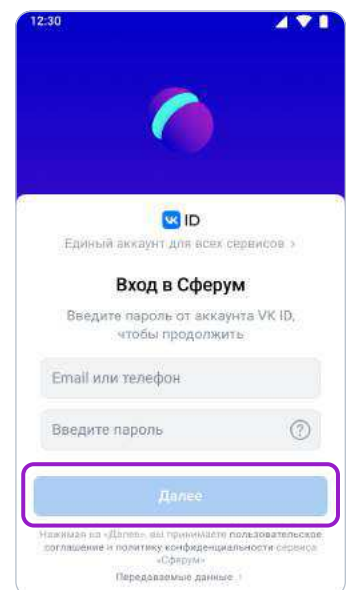 12:30
VK ID
Единый аккаунт для всех сервисов >
Вход в Сферум
Введите пароль от аккаунта VK ID,
чтобы продолжить
Email или телефон
Введите пароль ?
Далее
Нажимая на «Далее», вы принимаете пользовательское
соглашение и политику конфиденциальности сервиса
«Сферум»
Передаваемые данные